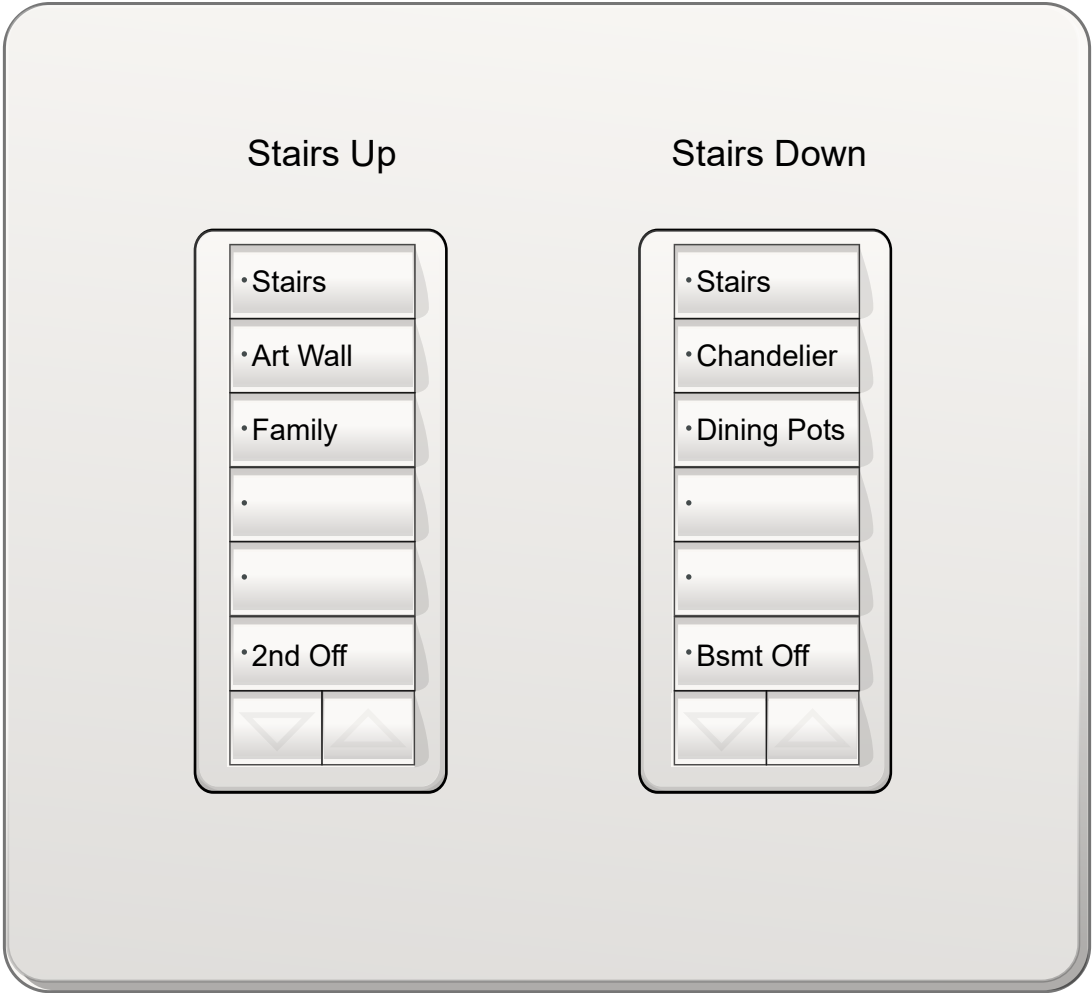 Stairs Up
Stairs
Art Wall
Family
2nd Off
Stairs Down
Stairs
Chandelier
Dining Pots
Bsmt Off